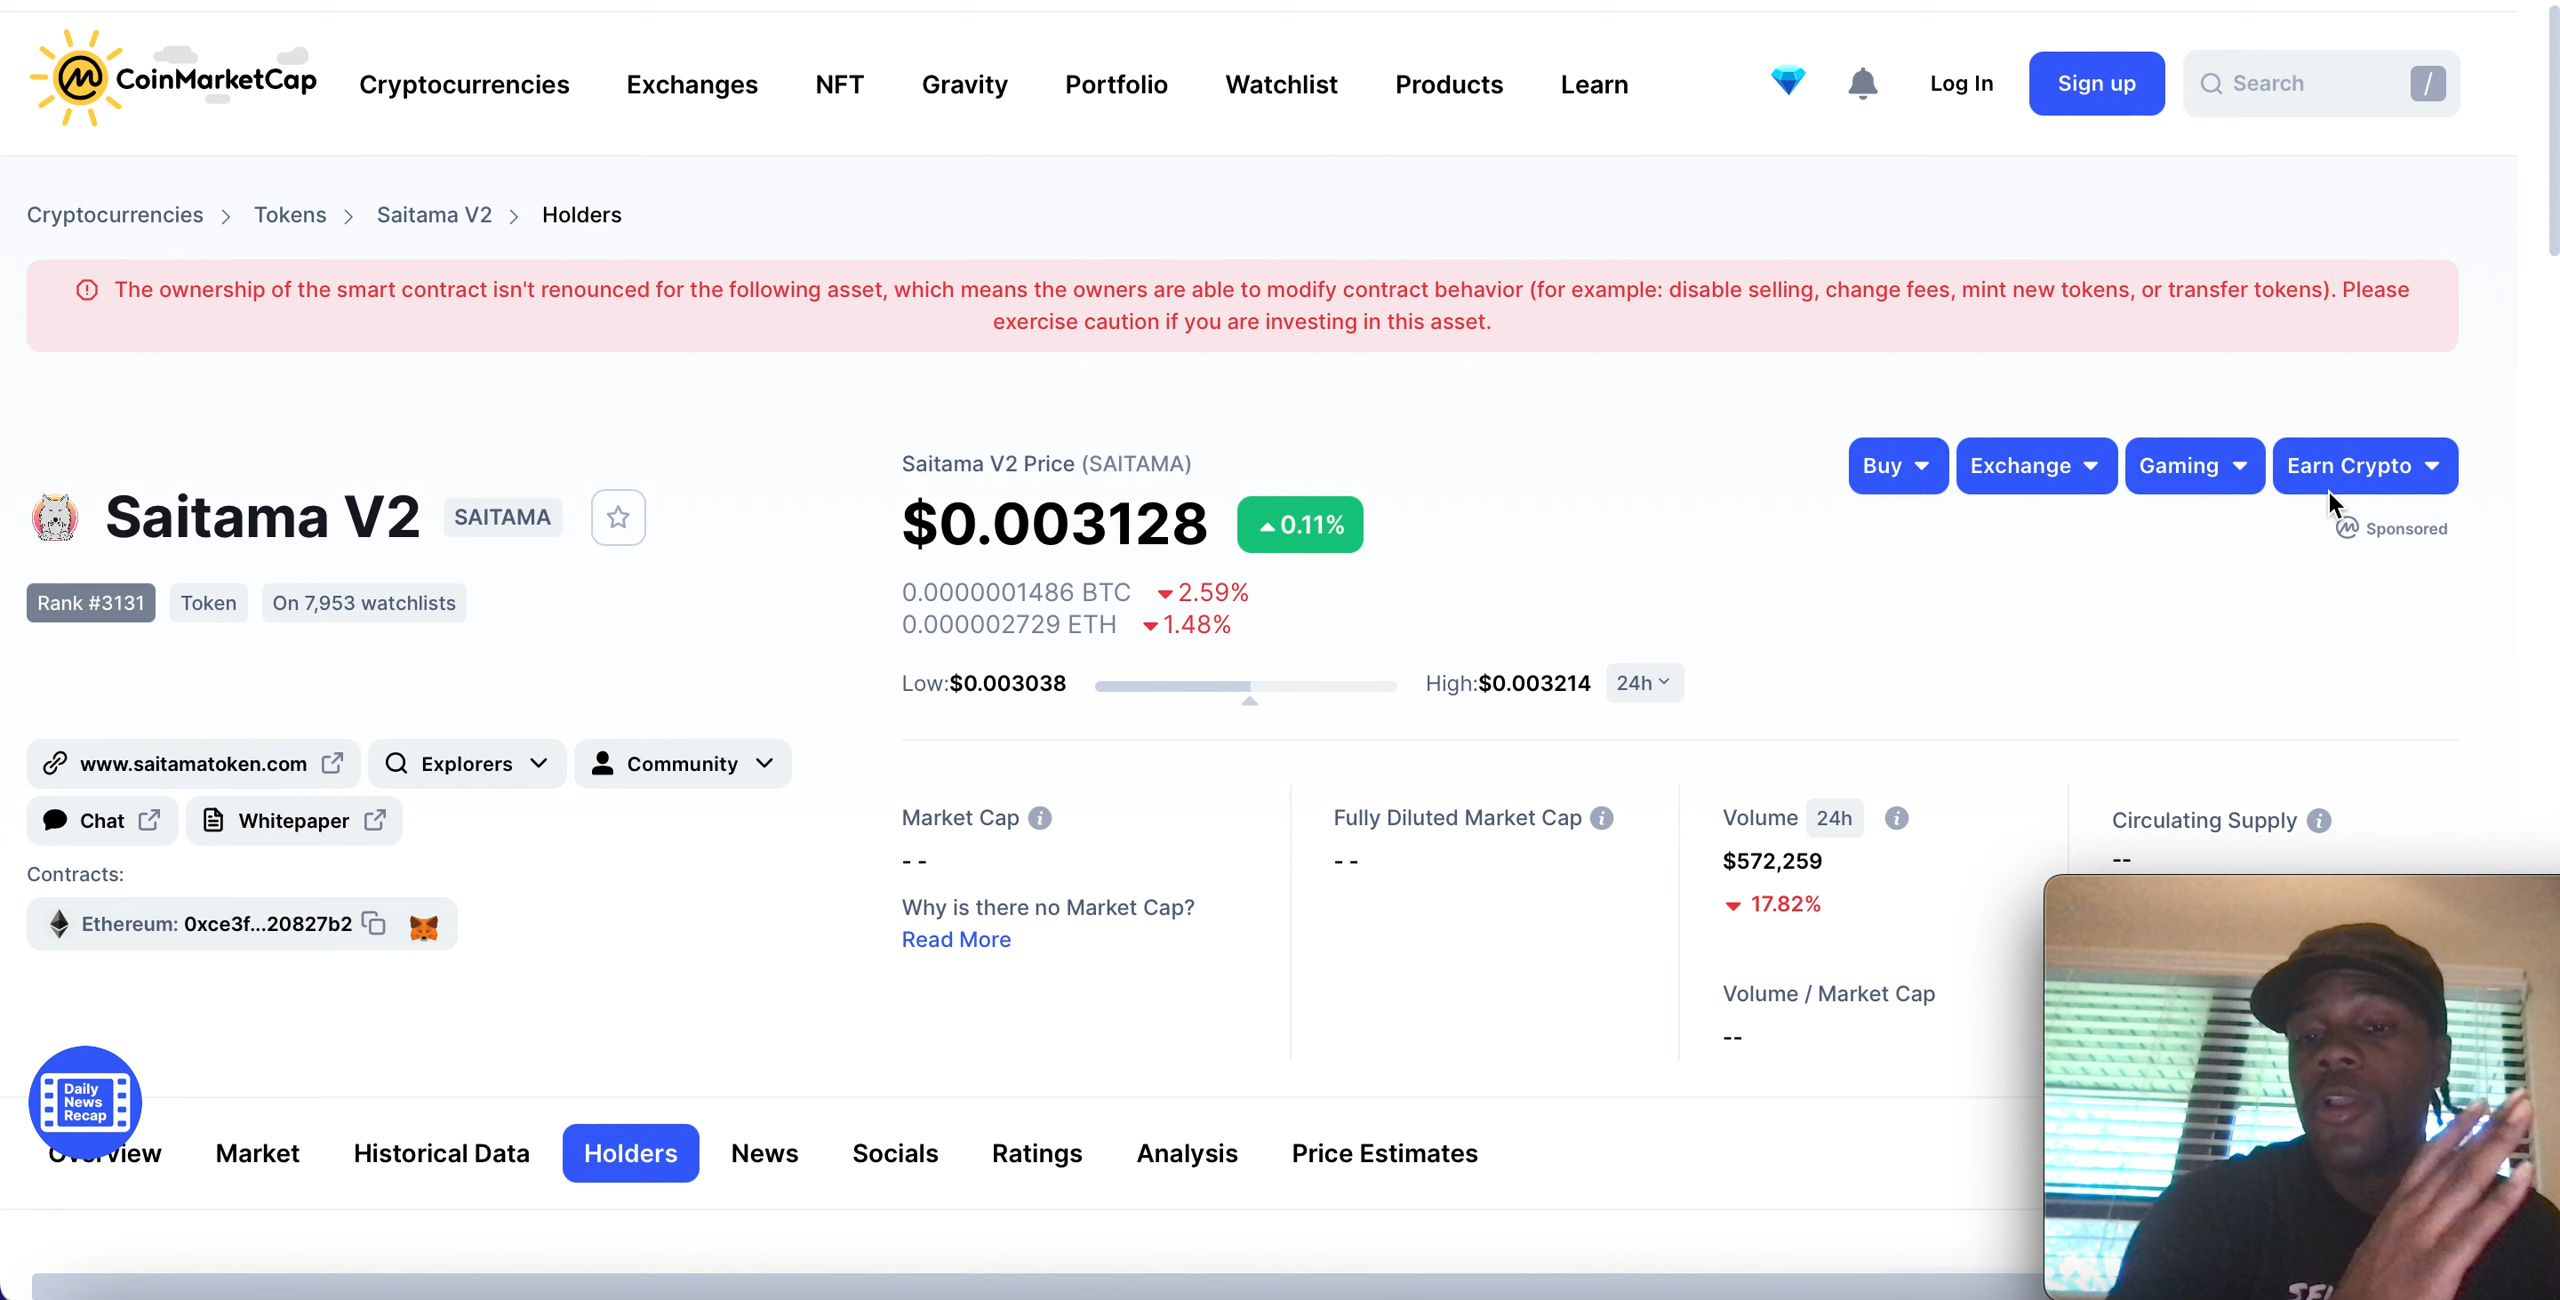 CoinMarketCap
Cryptocurrencies Exchanges NFT Gravity Portfolio Watchlist Products Learn Log In Sign up Search /
Cryptocurrencies > Tokens > Saitama V2 > Holders
The ownership of the smart contract isn't renounced for the following asset, which means the owners are able to modify contract behavior (for example: disable selling, change fees, mint new tokens, or transfer tokens). Please
exercise caution if you are investing in this asset.
Saitama V2 SAITAMA
Rank #3131 Token On 7,953 watchlists
www.saitamatoken.com Explorers Community
Chat Whitepaper
Contracts:
Ethereum: 0xce3f...20827b2
Saitama V2 Price (SAITAMA)
$0.003128 0.11%
0.0000001486 BTC 2.59%
0.000002729 ETH 1.48%
Low:$0.003038 High:$0.003214 24h
Buy Exchange Gaming Earn Crypto
Sponsored
Market Cap
- -
Why is there no Market Cap?
Read More
Fully Diluted Market Cap
- -
Volume 24h
$572,259
17.82%
Volume / Market Cap
--
Circulating Supply
--
Daily
News
Recap
Overview Market Historical Data Holders News Socials Ratings Analysis Price Estimates